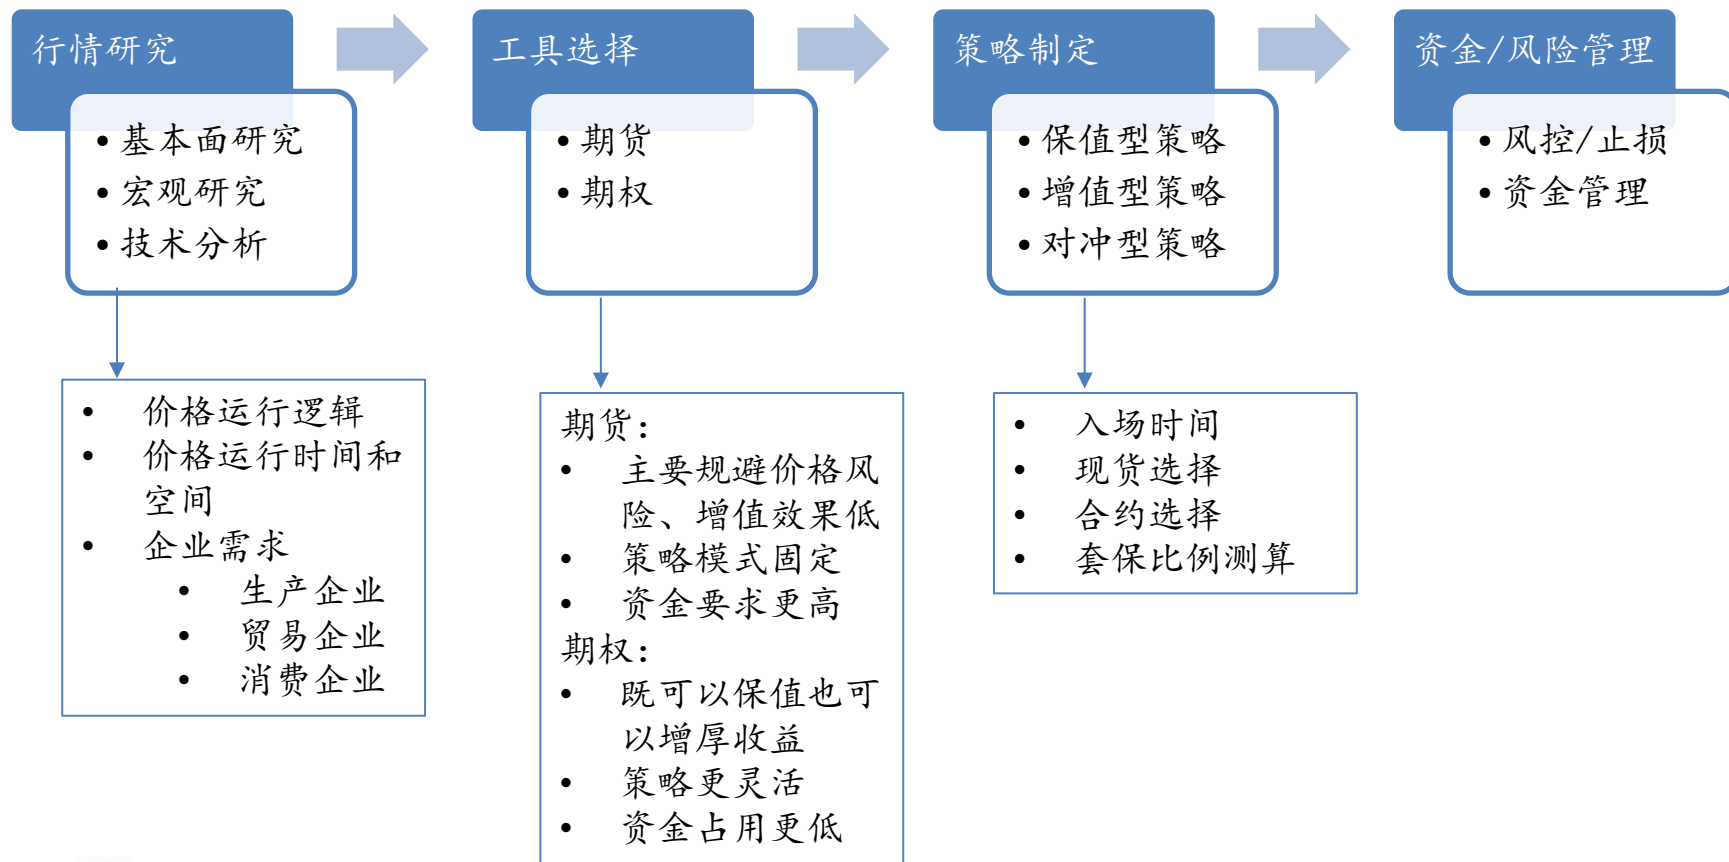 行情研究
• 基本面研究
• 宏观研究
• 技术分析
• 价格运行逻辑
• 价格运行时间和
空间
• 企业需求
• 生产企业
• 贸易企业
• 消费企业
工具选择
• 期货
• 期权
期货：
• 主要规避价格风
险、增值效果低
• 策略模式固定
• 资金要求更高
期权：
• 既可以保值也可
以增厚收益
• 策略更灵活
• 资金占用更低
策略制定
• 保值型策略
• 增值型策略
• 对冲型策略
• 入场时间
• 现货选择
• 合约选择
• 套保比例测算
资金/风险管理
• 风控/止损
• 资金管理